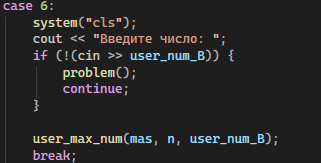 case 6:
system("cls");
cout << "Введите число: ";
if (!(cin >> user_num_B)) {
problem();
continue;
}
user_max_num(mas, n, user_num_B);
break;